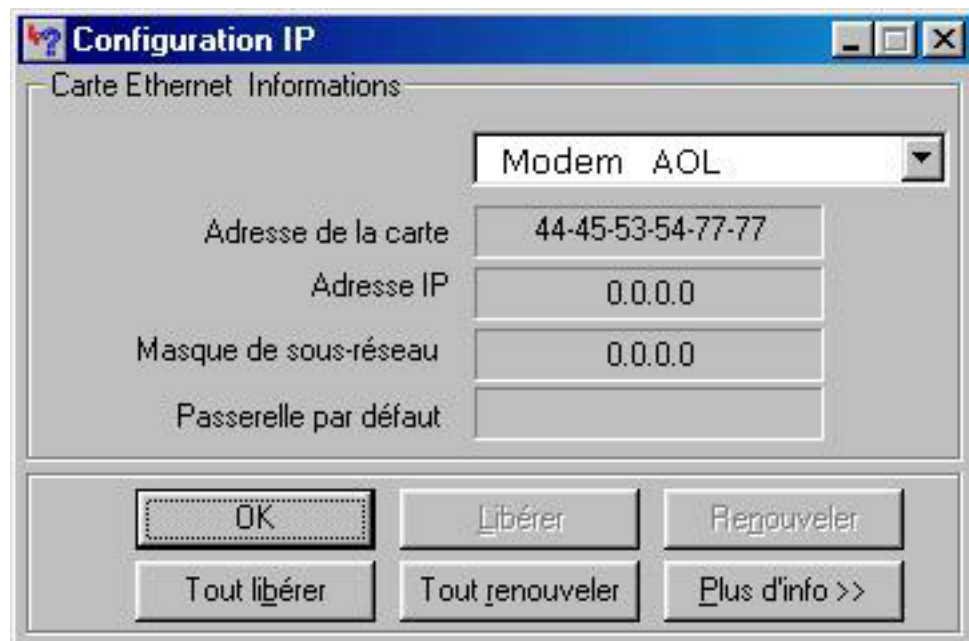 Configuration IP
Carte Ethernet Informations
Modem AOL
Adresse de la carte 44-45-53-54-77-77
Adresse IP 0.0.0.0
Masque de sous-réseau 0.0.0.0
Passerelle par défaut
OK Libérer Renouveler
Tout libérer Tout renouveler Plus d'info >>